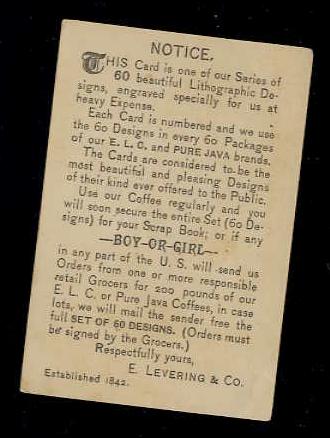 NOTICE.
THIS Card is one of our Series of
60 beautiful Lithographic De-
signs, engraved specially for us at
heavy Expense.
Each Card is numbered and we use
the 60 Designs in every 60 Packages
of our E. L. C. and PURE JAVA brands.
The Cards are considered to be the
most beautiful and pleasing Designs
of their kind ever offered to the Public.
Use our Coffee regularly and you
will soon secure the entire Set (60 De-
signs) for your Scrap Book; or if any
—BOY-OR-GIRL—
in any part of the U. S. will send us
Orders from one or more responsible
retail Grocers for 200 pounds of our
E. L. C. or Pure Java Coffees, in case
lots, we will mail the sender free the
full SET OF 60 DESIGNS. (Orders must
be signed by the Grocers.)
Respectfully yours,
E. LEVERING & CO.
Established 1842.